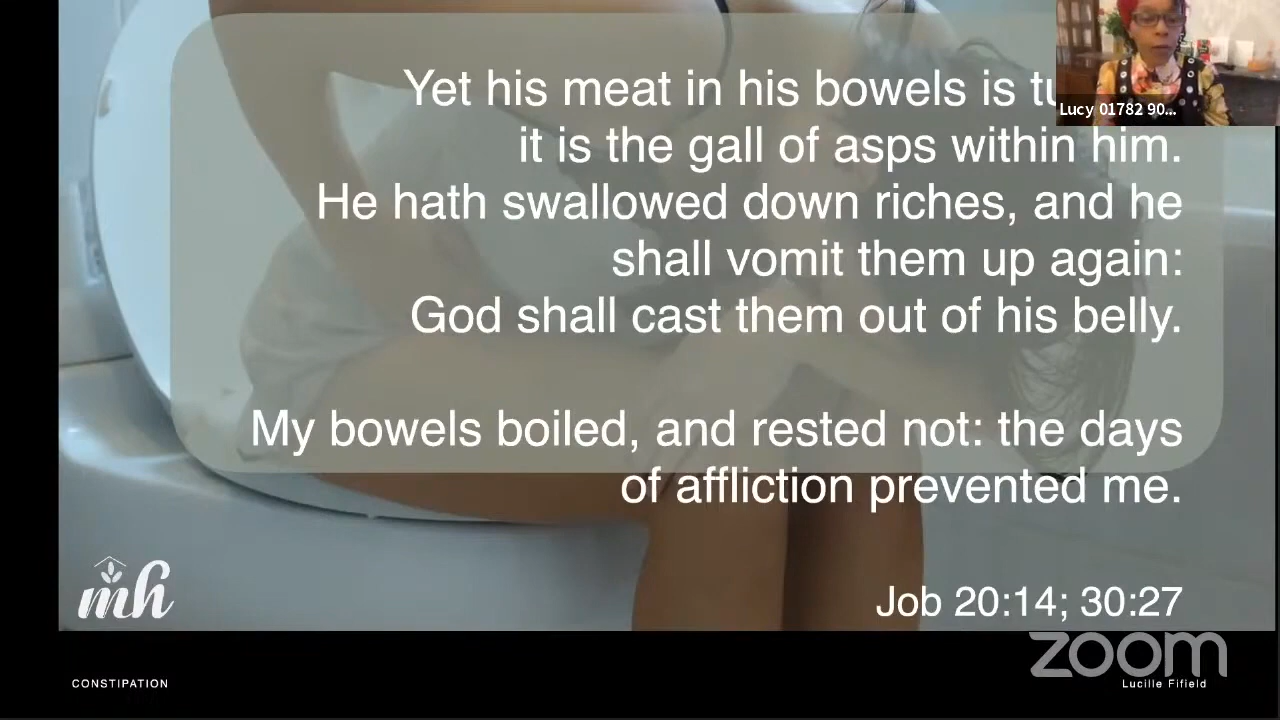 Yet his meat in his bowels is
it is the gall of asps within him.
He hath swallowed down riches, and he
shall vomit them up again:
God shall cast them out of his belly.
My bowels boiled, and rested not: the days
of affliction prevented me.
Job 20:14; 30:27
Lucy 01782 90...
mh
zoom
CONSTIPATION
Lucille Fifield